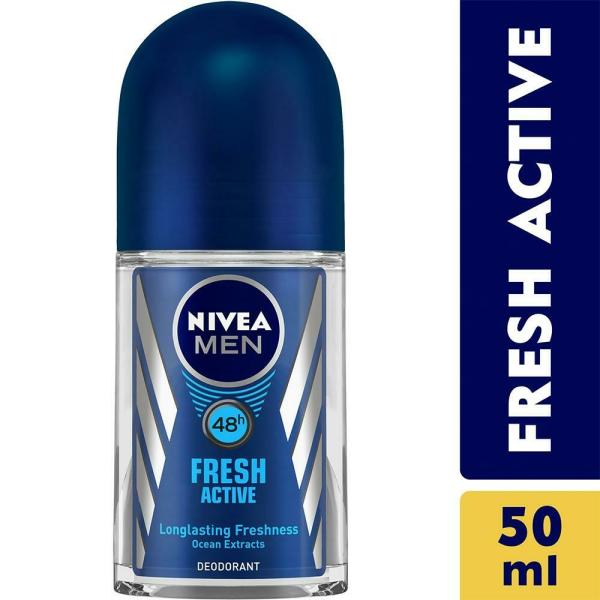 NIVEA
MEN
48h
FRESH
ACTIVE
Longlasting Freshness
Ocean Extracts
DEODORANT
FRESH ACTIVE
50
ml